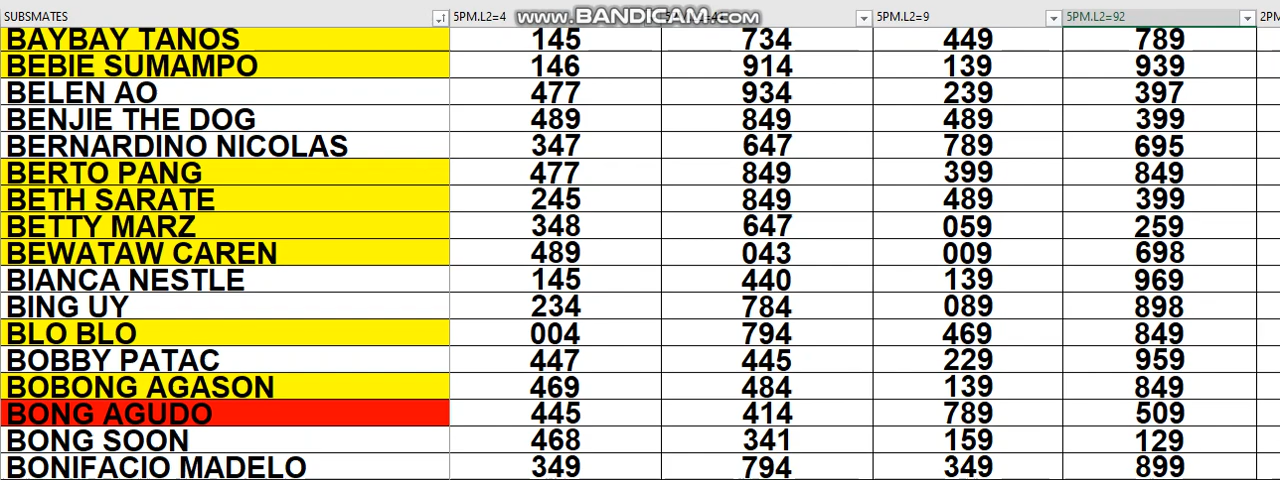 SUBSMATES 5PM.L2=4 www.BANDICAM.com 5PM.L2=9 5PM.L2=92 2PM
BAYBAY TANOS 145 734 449 789
BEBIE SUMAMPO 146 914 139 939
BELEN AO 477 934 239 397
BENJIE THE DOG 489 849 489 399
BERNARDINO NICOLAS 347 647 789 695
BERTO PANG 477 849 399 849
BETH SARATE 245 849 489 399
BETTY MARZ 348 647 059 259
BEWATAW CAREN 489 043 009 698
BIANCA NESTLE 145 440 139 969
BING UY 234 784 089 898
BLO BLO 004 794 469 849
BOBBY PATAC 447 445 229 959
BOBONG AGASON 469 484 139 849
BONG AGUDO 445 414 789 509
BONG SOON 468 341 159 129
BONIFACIO MADELO 349 794 349 899